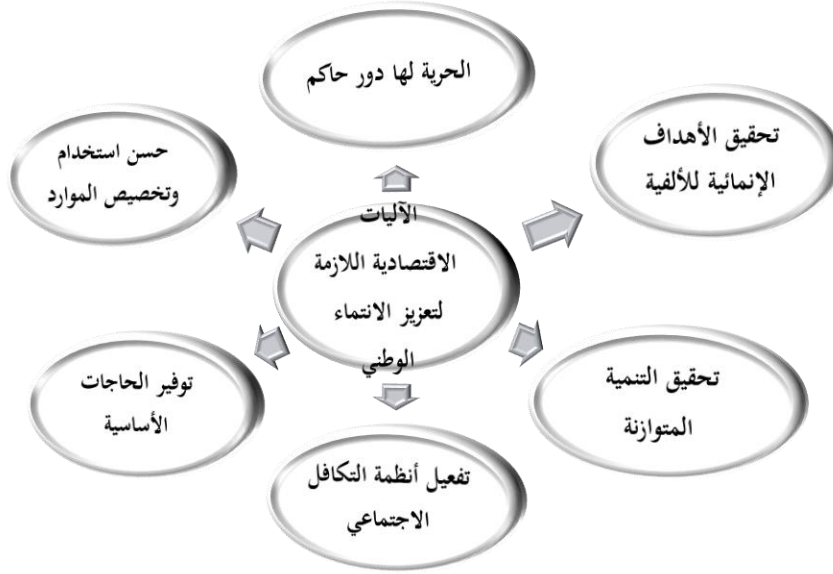 الحرية لها دور حاكم
تحقيق الأهداف
الإنمائية للألفية
حسن استخدام
وتخصيص الموارد
الآليات
الاقتصادية اللازمة
لتعزيز الانتماء
الوطني
تحقيق التنمية
المتوازنة
توفير الحاجات
الأساسية
تفعيل أنظمة التكافل
الاجتماعي